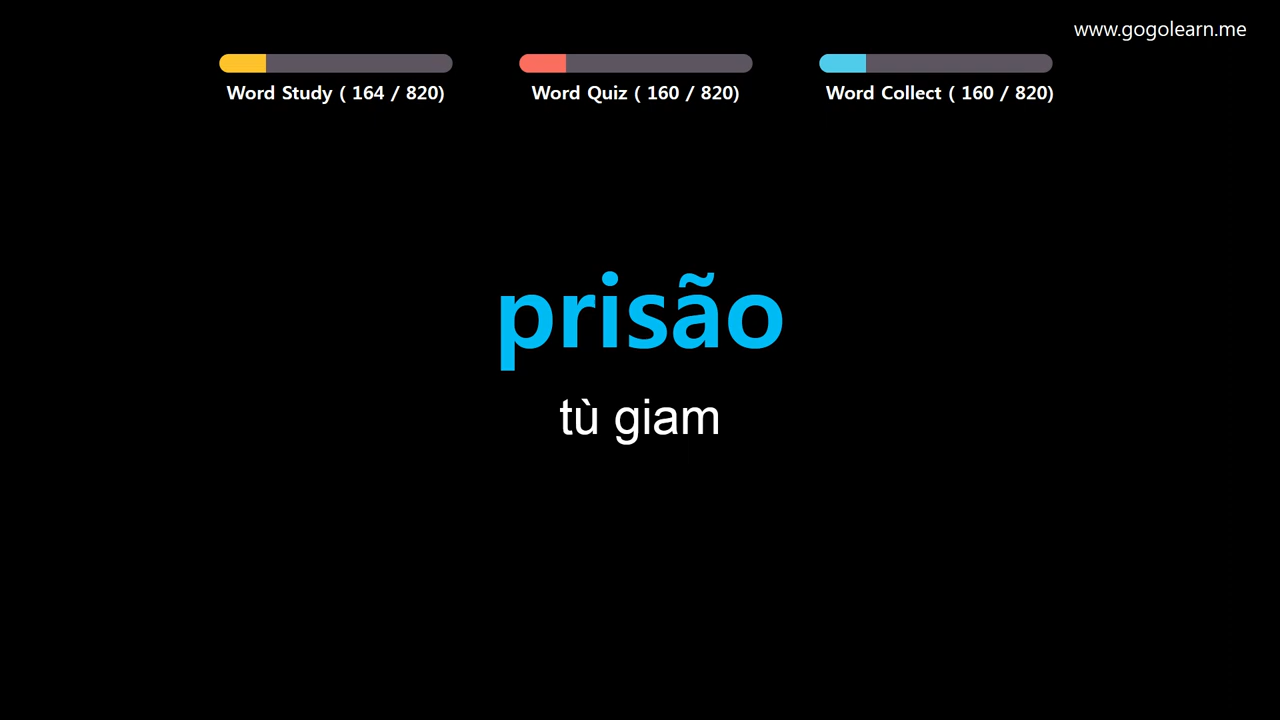 www.gogolearn.me
Word Study ( 164 / 820)
Word Quiz ( 160 / 820)
Word Collect ( 160 / 820)
prisão
tù giam